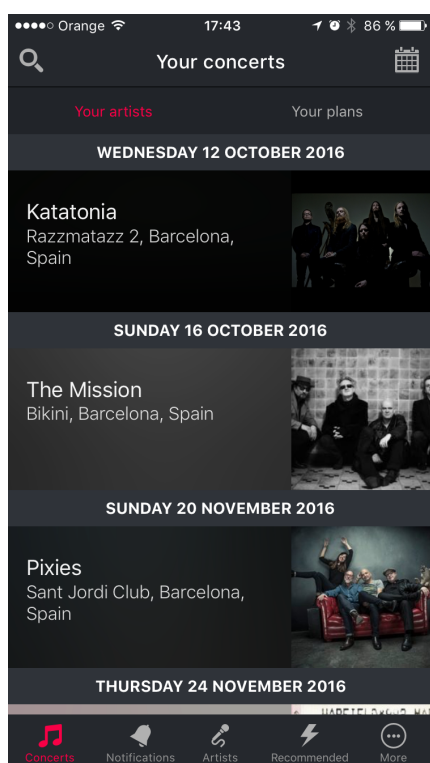 Orange 17:43 86 %
Your concerts
Your artists Your plans
WEDNESDAY 12 OCTOBER 2016
Katatonia
Razzmatazz 2, Barcelona,
Spain
SUNDAY 16 OCTOBER 2016
The Mission
Bikini, Barcelona, Spain
SUNDAY 20 NOVEMBER 2016
Pixies
Sant Jordi Club, Barcelona,
Spain
THURSDAY 24 NOVEMBER 2016
Concerts Notifications Artists Recommended More